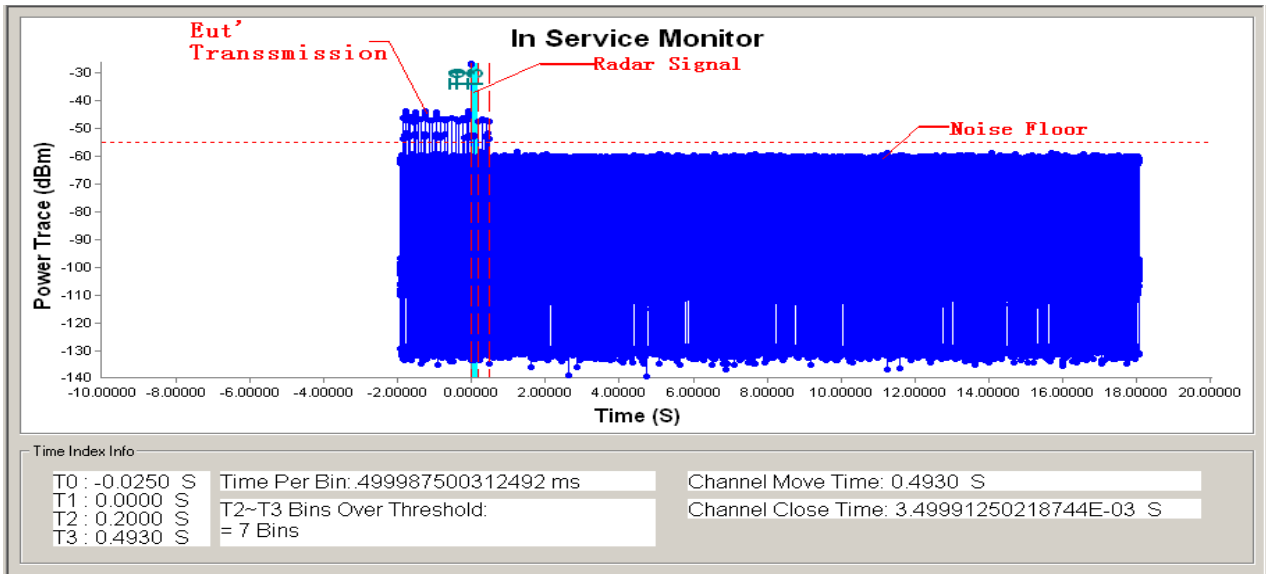 Eut'
Transsmission
In Service Monitor
Radar Signal
Noise Floor
Power Trace (dBm)
-30
-40
-50
-60
-70
-80
-90
-100
-110
-120
-130
-140
-10.00000 -8.00000 -6.00000 -4.00000 -2.00000 0.00000 2.00000 4.00000 6.00000 8.00000 10.00000 12.00000 14.00000 16.00000 18.00000 20.00000
Time (S)
Time Index Info
T0 : -0.0250 S
T1 : 0.0000 S
T2 : 0.2000 S
T3 : 0.4930 S
Time Per Bin:.499987500312492 ms
T2~T3 Bins Over Threshold:
= 7 Bins
Channel Move Time: 0.4930 S
Channel Close Time: 3.49991250218744E-03 S